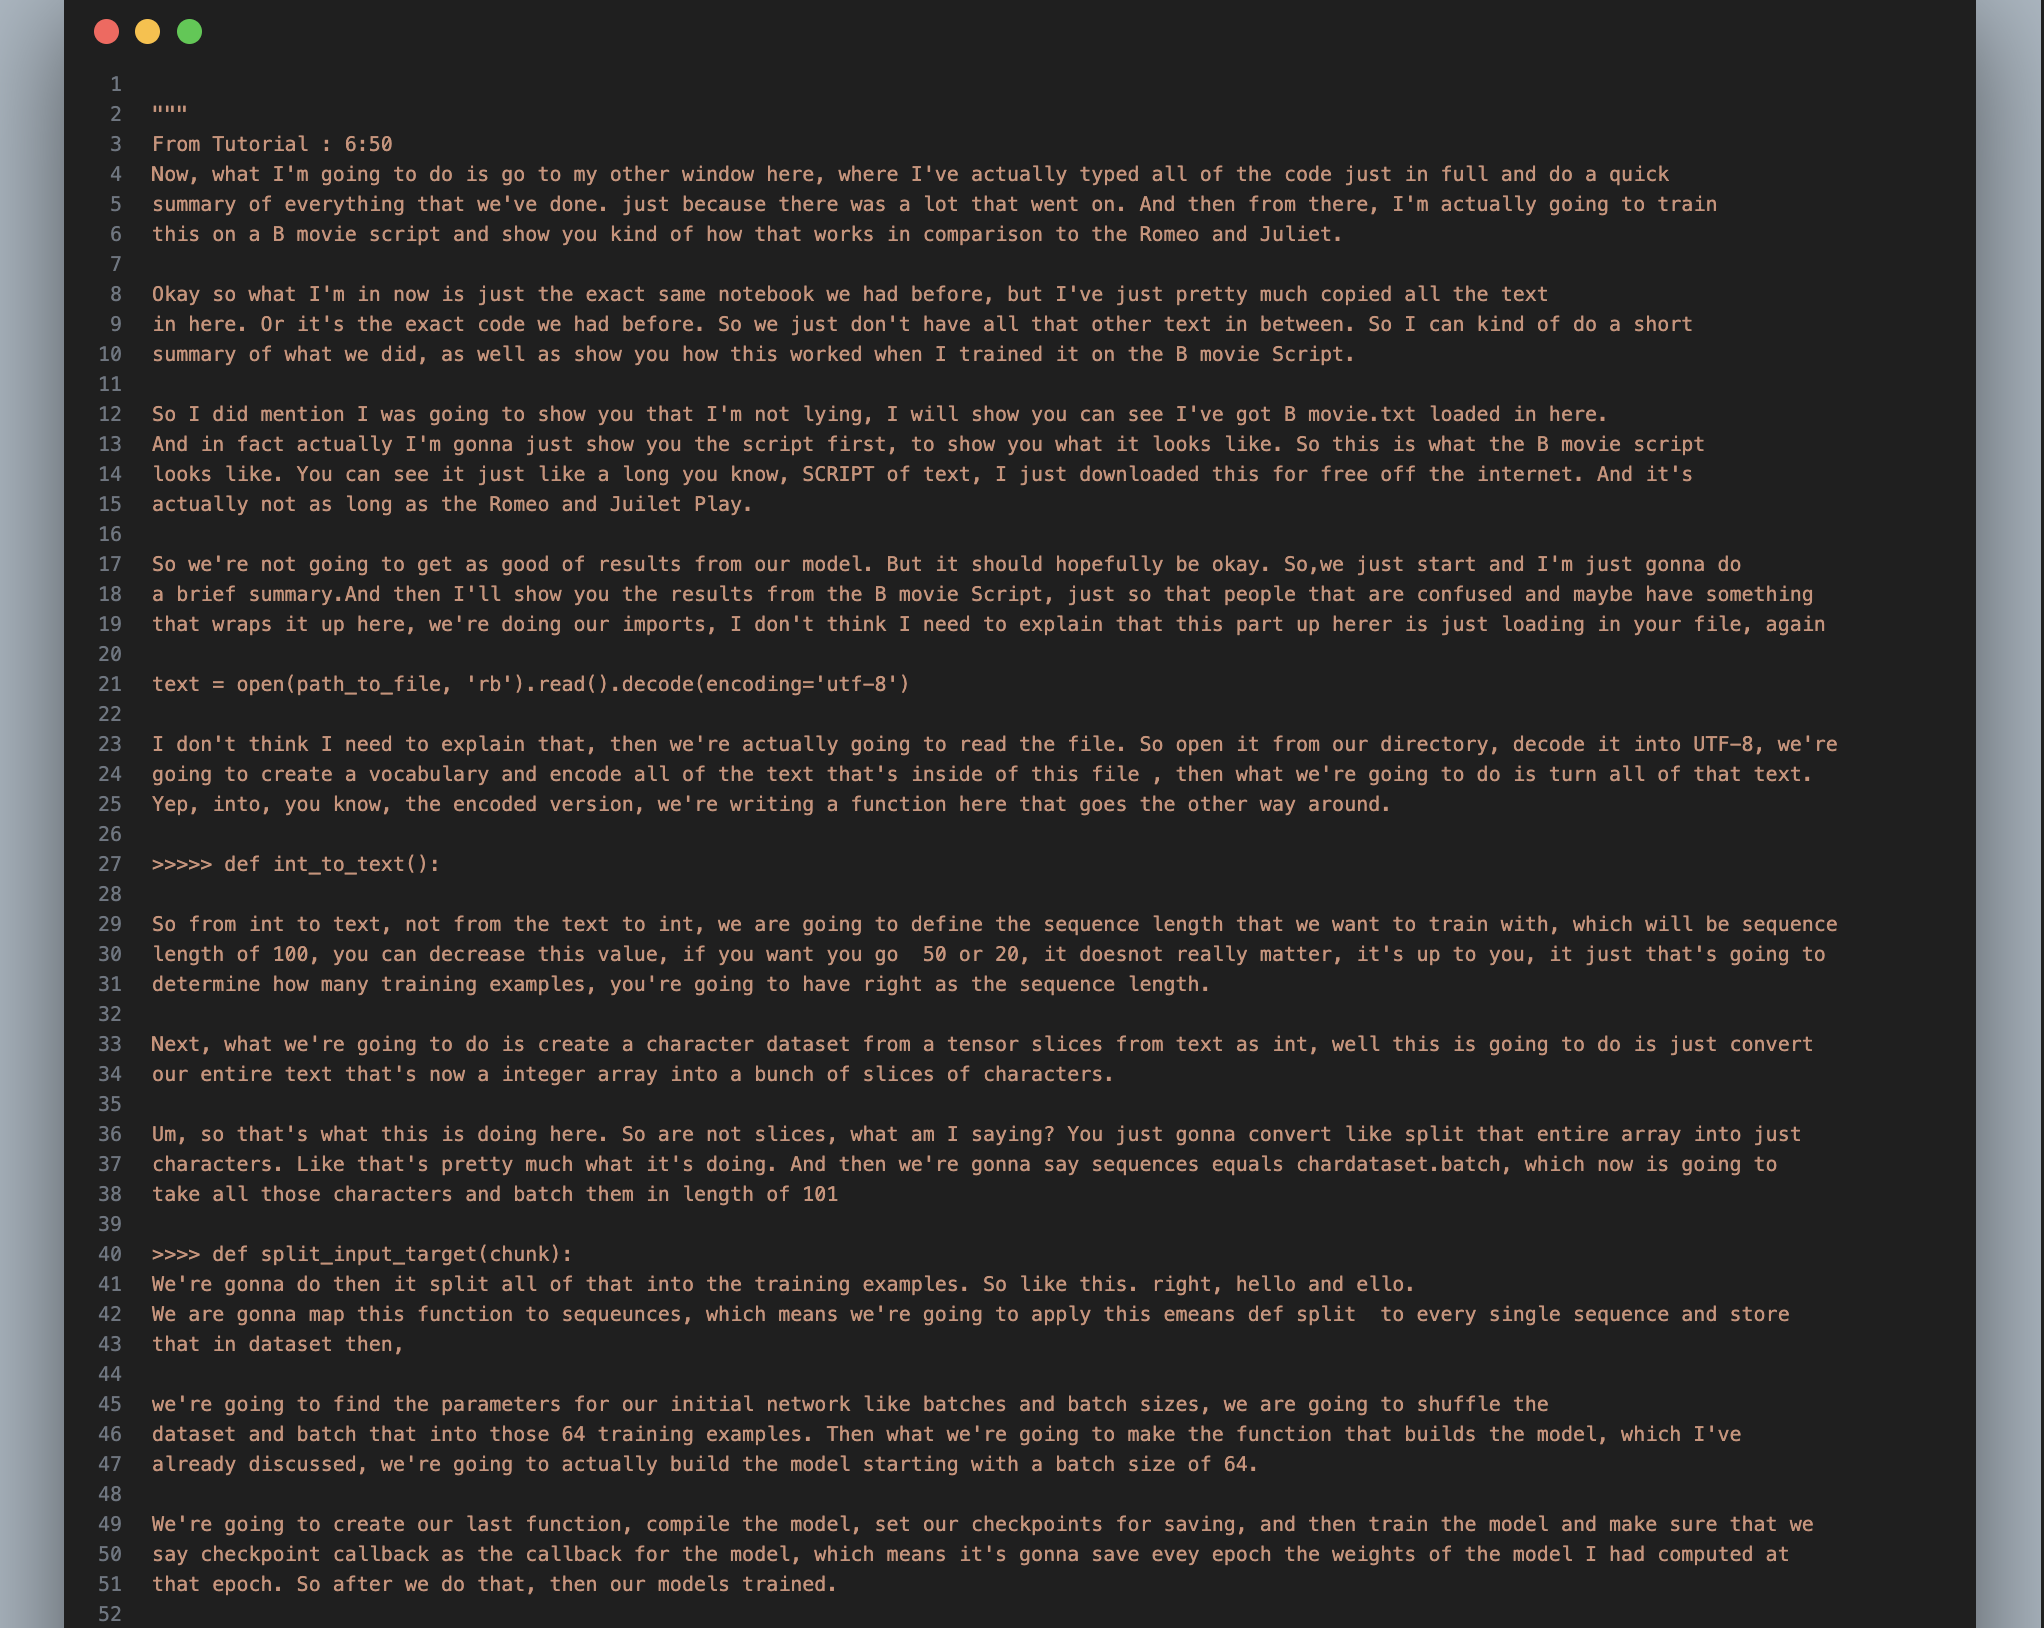 1
2 """
3 From Tutorial : 6:50
4 Now, what I'm going to do is go to my other window here, where I've actually typed all of the code just in full and do a quick
5 summary of everything that we've done. just because there was a lot that went on. And then from there, I'm actually going to train
6 this on a B movie script and show you kind of how that works in comparison to the Romeo and Juliet.
7
8 Okay so what I'm in now is just the exact same notebook we had before, but I've just pretty much copied all the text
9 in here. Or it's the exact code we had before. So we just don't have all that other text in between. So I can kind of do a short
10 summary of what we did, as well as show you how this worked when I trained it on the B movie Script.
11
12 So I did mention I was going to show you that I'm not lying, I will show you can see I've got B movie.txt loaded in here.
13 And in fact actually I'm gonna just show you the script first, to show you what it looks like. So this is what the B movie script
14 looks like. You can see it just like a long you know, SCRIPT of text, I just downloaded this for free off the internet. And it's
15 actually not as long as the Romeo and Juilet Play.
16
17 So we're not going to get as good of results from our model. But it should hopefully be okay. So,we just start and I'm just gonna do
18 a brief summary.And then I'll show you the results from the B movie Script, just so that people that are confused and maybe have something
19 that wraps it up here, we're doing our imports, I don't think I need to explain that this part up herer is just loading in your file, again
20
21 text = open(path_to_file, 'rb').read().decode(encoding='utf-8')
22
23 I don't think I need to explain that, then we're actually going to read the file. So open it from our directory, decode it into UTF-8, we're
24 going to create a vocabulary and encode all of the text that's inside of this file , then what we're going to do is turn all of that text.
25 Yep, into, you know, the encoded version, we're writing a function here that goes the other way around.
26
27 >>>>> def int_to_text():
28
29 So from int to text, not from the text to int, we are going to define the sequence length that we want to train with, which will be sequence
30 length of 100, you can decrease this value, if you want you go  50 or 20, it doesnot really matter, it's up to you, it just that's going to
31 determine how many training examples, you're going to have right as the sequence length.
32
33 Next, what we're going to do is create a character dataset from a tensor slices from text as int, well this is going to do is just convert
34 our entire text that's now a integer array into a bunch of slices of characters.
35
36 Um, so that's what this is doing here. So are not slices, what am I saying? You just gonna convert like split that entire array into just
37 characters. Like that's pretty much what it's doing. And then we're gonna say sequences equals chardataset.batch, which now is going to
38 take all those characters and batch them in length of 101
39
40 >>>> def split_input_target(chunk):
41 We're gonna do then it split all of that into the training examples. So like this. right, hello and ello.
42 We are gonna map this function to sequeunces, which means we're going to apply this emeans def split  to every single sequence and store
43 that in dataset then,
44
45 we're going to find the parameters for our initial network like batches and batch sizes, we are going to shuffle the
46 dataset and batch that into those 64 training examples. Then what we're going to make the function that builds the model, which I've
47 already discussed, we're going to actually build the model starting with a batch size of 64.
48
49 We're going to create our last function, compile the model, set our checkpoints for saving, and then train the model and make sure that we
50 say checkpoint callback as the callback for the model, which means it's gonna save evey epoch the weights of the model I had computed at
51 that epoch. So after we do that, then our models trained.
52